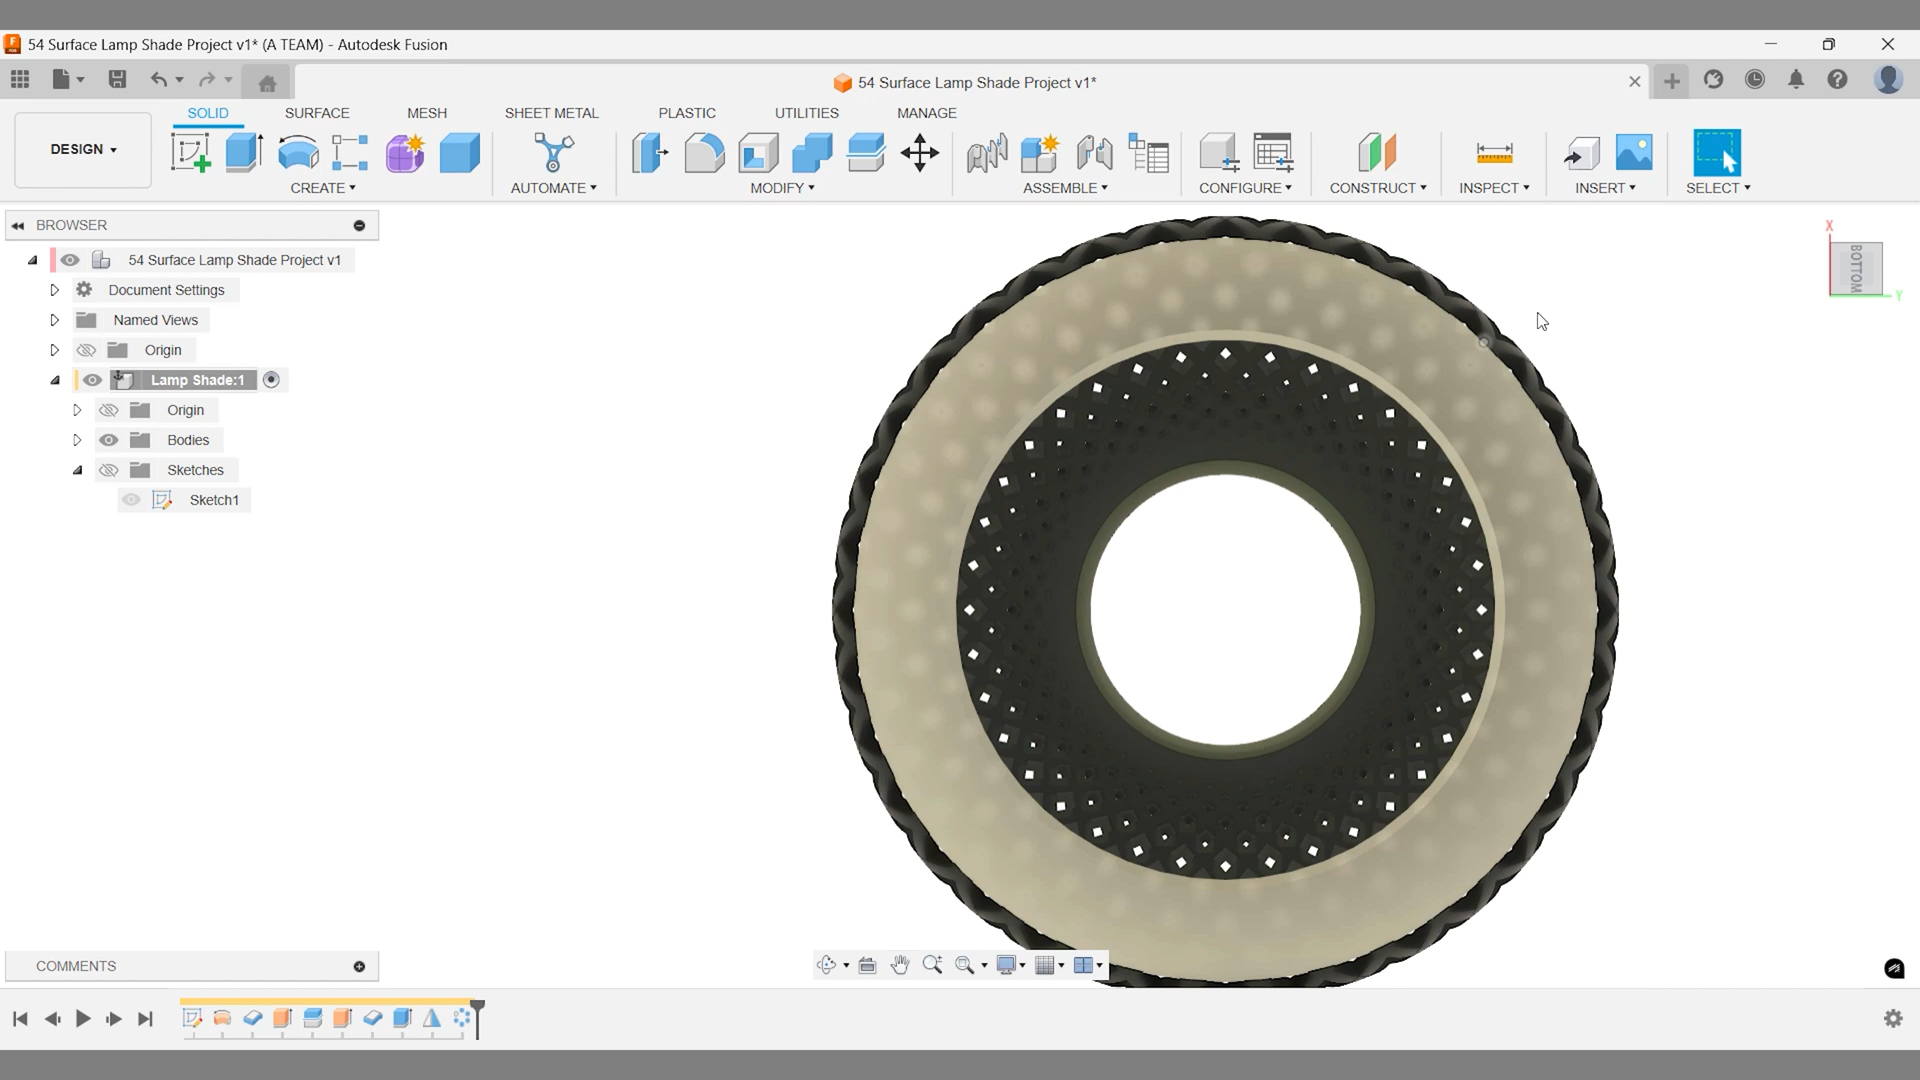 54 Surface Lamp Shade Project v1* (A TEAM) - Autodesk Fusion
54 Surface Lamp Shade Project v1*
SOLID SURFACE MESH SHEET METAL PLASTIC UTILITIES MANAGE
DESIGN
CREATE AUTOMATE MODIFY ASSEMBLE CONFIGURE CONSTRUCT INSPECT INSERT SELECT
BROWSER
54 Surface Lamp Shade Project v1
Document Settings
Named Views
Origin
Lamp Shade:1
Origin
Bodies
Sketches
Sketch1
X
BOTTOM
Y
COMMENTS